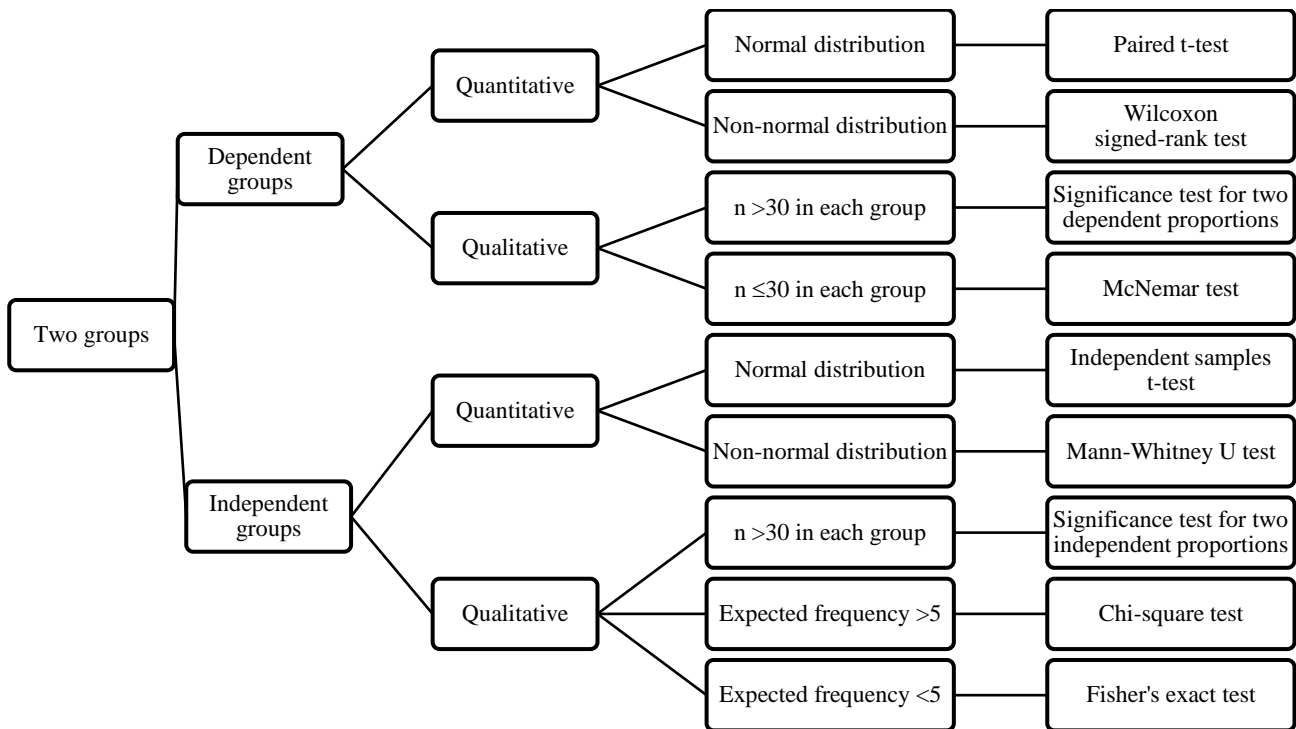 Two groups
Dependent
groups
Quantitative
Normal distribution
Paired t-test
Non-normal distribution
Wilcoxon
signed-rank test
Qualitative
n >30 in each group
Significance test for two
dependent proportions
n ≤30 in each group
McNemar test
Independent
groups
Quantitative
Normal distribution
Independent samples
t-test
Non-normal distribution
Mann-Whitney U test
Qualitative
n >30 in each group
Significance test for two
independent proportions
Expected frequency >5
Chi-square test
Expected frequency <5
Fisher's exact test